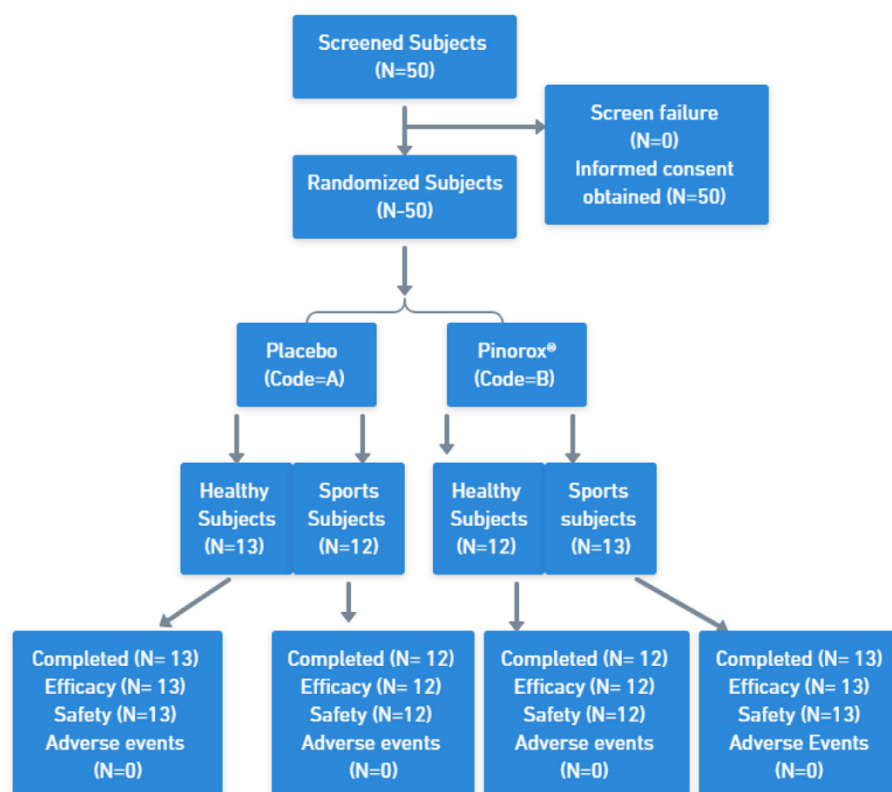 Screened Subjects
(N=50)
Screen failure
(N=0)
Informed consent
obtained (N=50)
Randomized Subjects
(N-50)
Placebo
(Code=A)
Pinorox®
(Code=B)
Healthy
Subjects
(N=13)
Sports
Subjects
(N=12)
Healthy
Subjects
(N=12)
Sports
subjects
(N=13)
Completed (N= 13)
Efficacy (N= 13)
Safety (N=13)
Adverse events
(N=0)
Completed (N= 12)
Efficacy (N= 12)
Safety (N=12)
Adverse events
(N=0)
Completed (N= 12)
Efficacy (N= 12)
Safety (N=12)
Adverse events
(N=0)
Completed (N= 13)
Efficacy (N= 13)
Safety (N=13)
Adverse Events
(N=0)